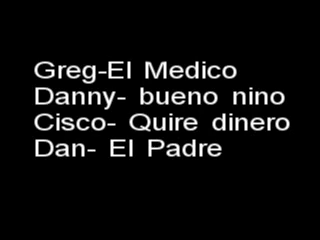 Greg-El Medico
Danny- bueno nino
Cisco- Quire dinero
Dan- El Padre